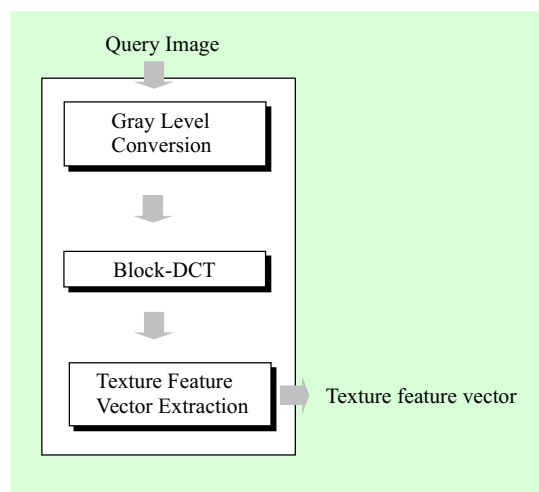 Query Image
Gray Level
Conversion
Block-DCT
Texture Feature
Vector Extraction
Texture feature vector